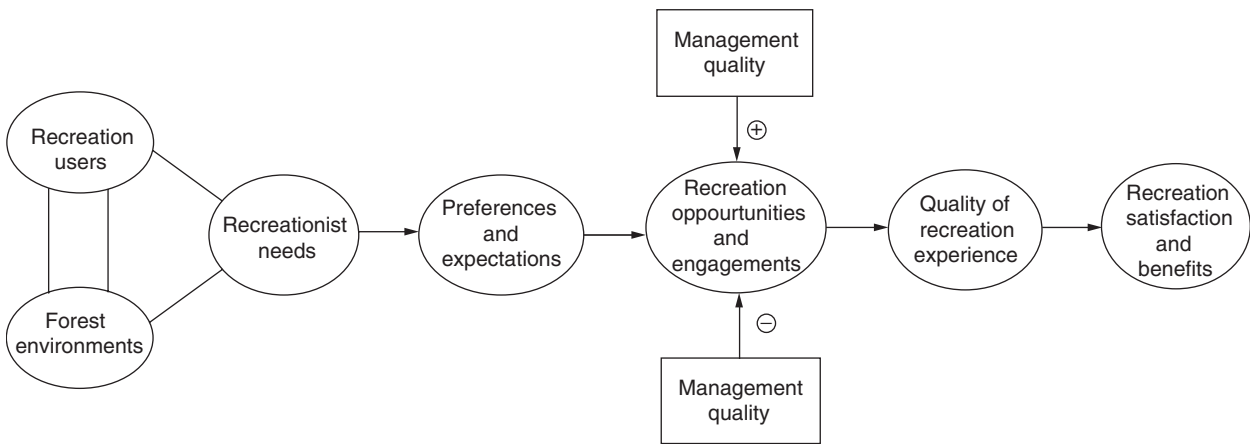 Management
quality
+
Recreation
users
Recreationist
needs
Preferences
and
expectations
Recreation
oppourtunities
and
engagements
Quality of
recreation
experience
Recreation
satisfaction
and
benefits
Forest
environments
−
Management
quality